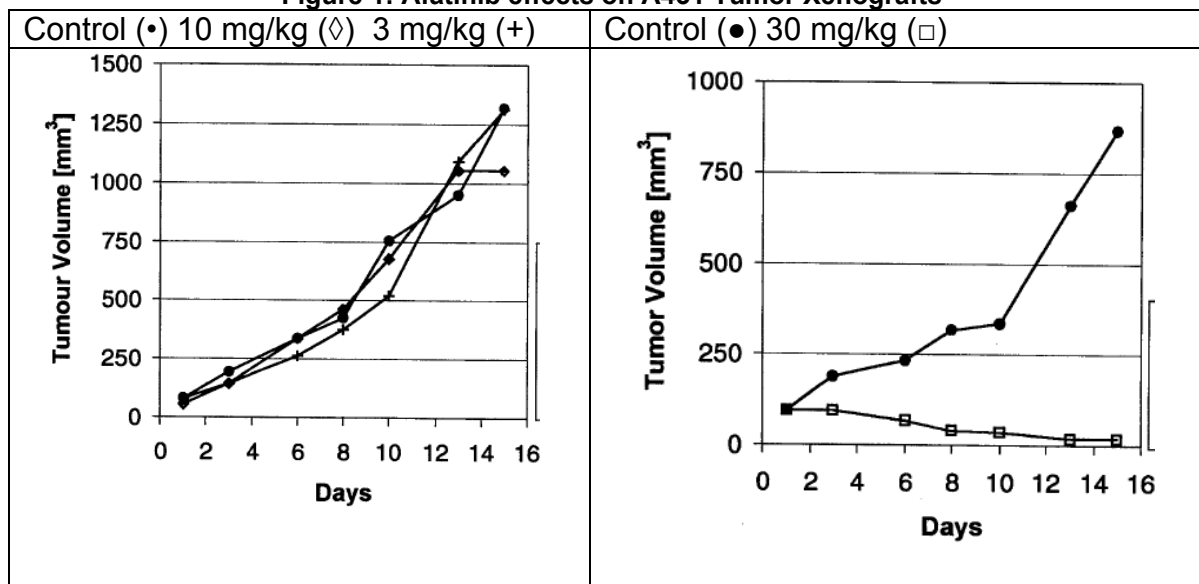 Control (•) 10 mg/kg (◊) 3 mg/kg (+)
1500
1250
1000
750
500
250
0
0 2 4 6 8 10 12 14 16
Tumour Volume [mm³]
Days
Control (●) 30 mg/kg (□)
1000
750
500
250
0
0 2 4 6 8 10 12 14 16
Tumor Volume [mm³]
Days